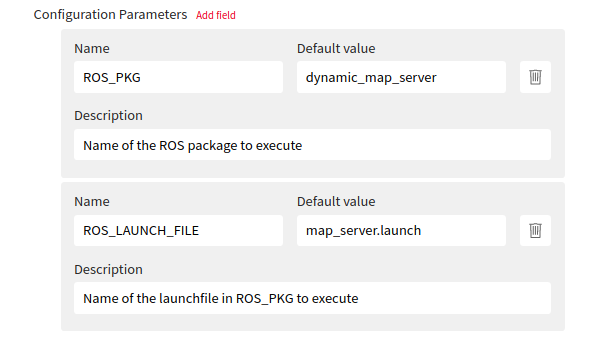 Configuration Parameters Add field
Name Default value
ROS_PKG dynamic_map_server
Description
Name of the ROS package to execute
Name Default value
ROS_LAUNCH_FILE map_server.launch
Description
Name of the launchfile in ROS_PKG to execute